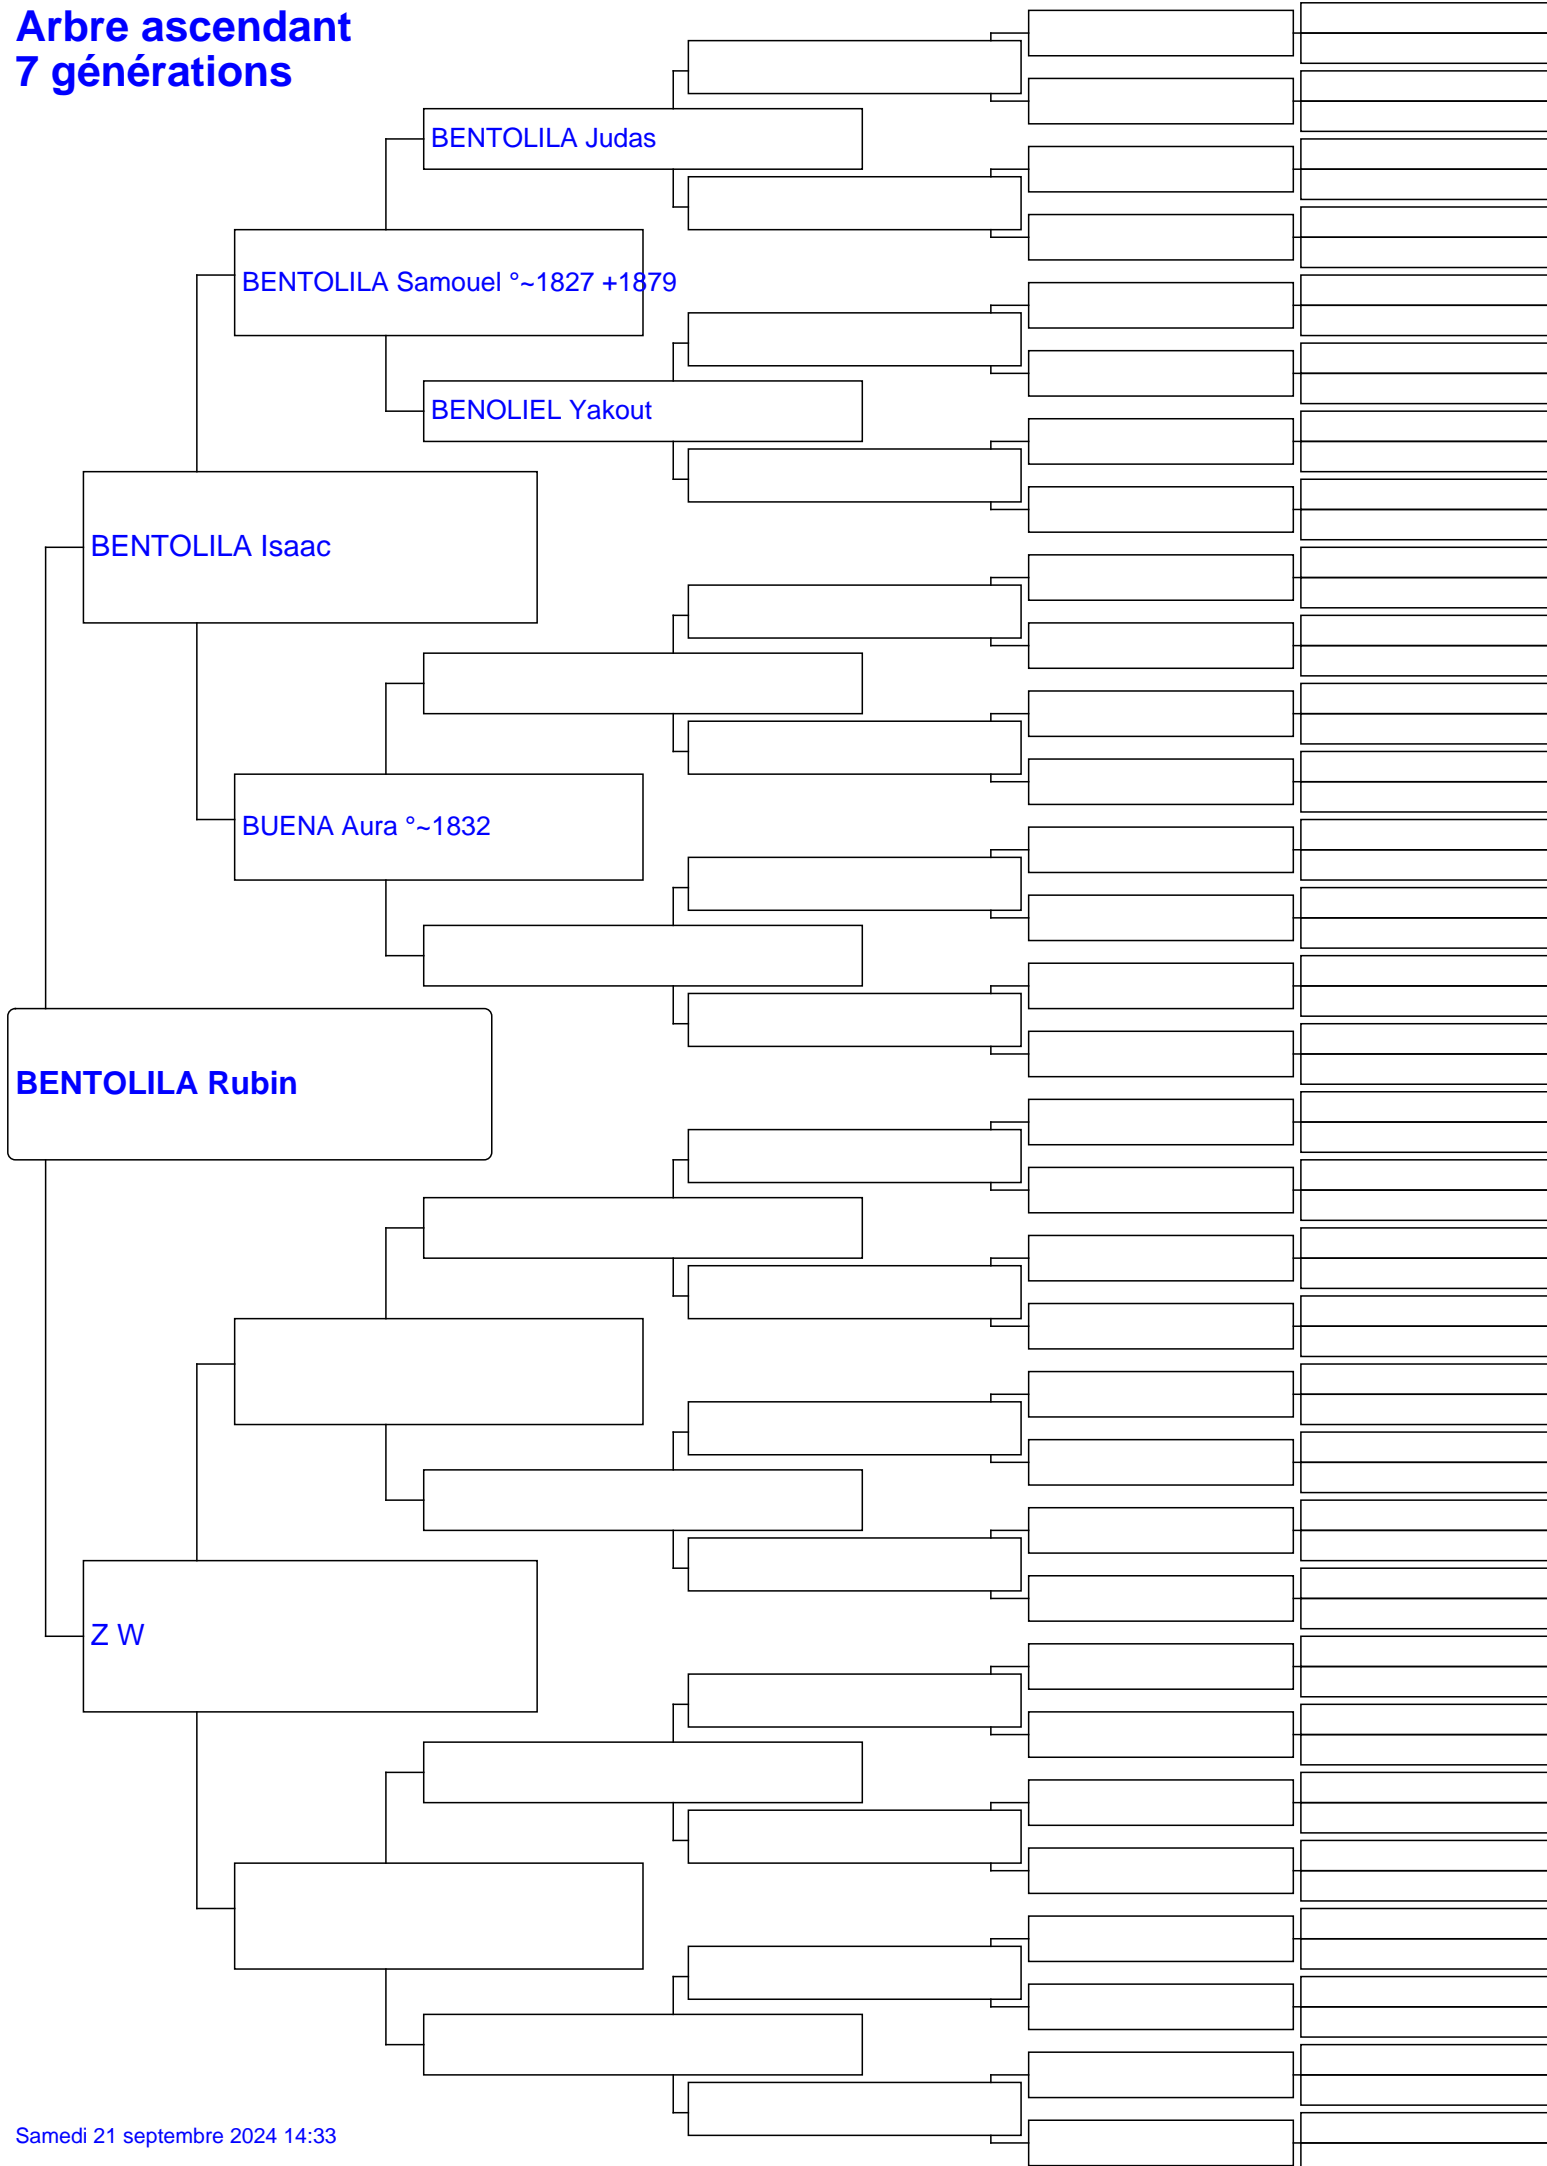 Arbre ascendant
7 générations
BENTOLILA Judas
BENTOLILA Samouel °~1827 +1879
BENOLIEL Yakout
BENTOLILA Isaac
BUENA Aura °~1832
BENTOLILA Rubin
Z W
Samedi 21 septembre 2024 14:33